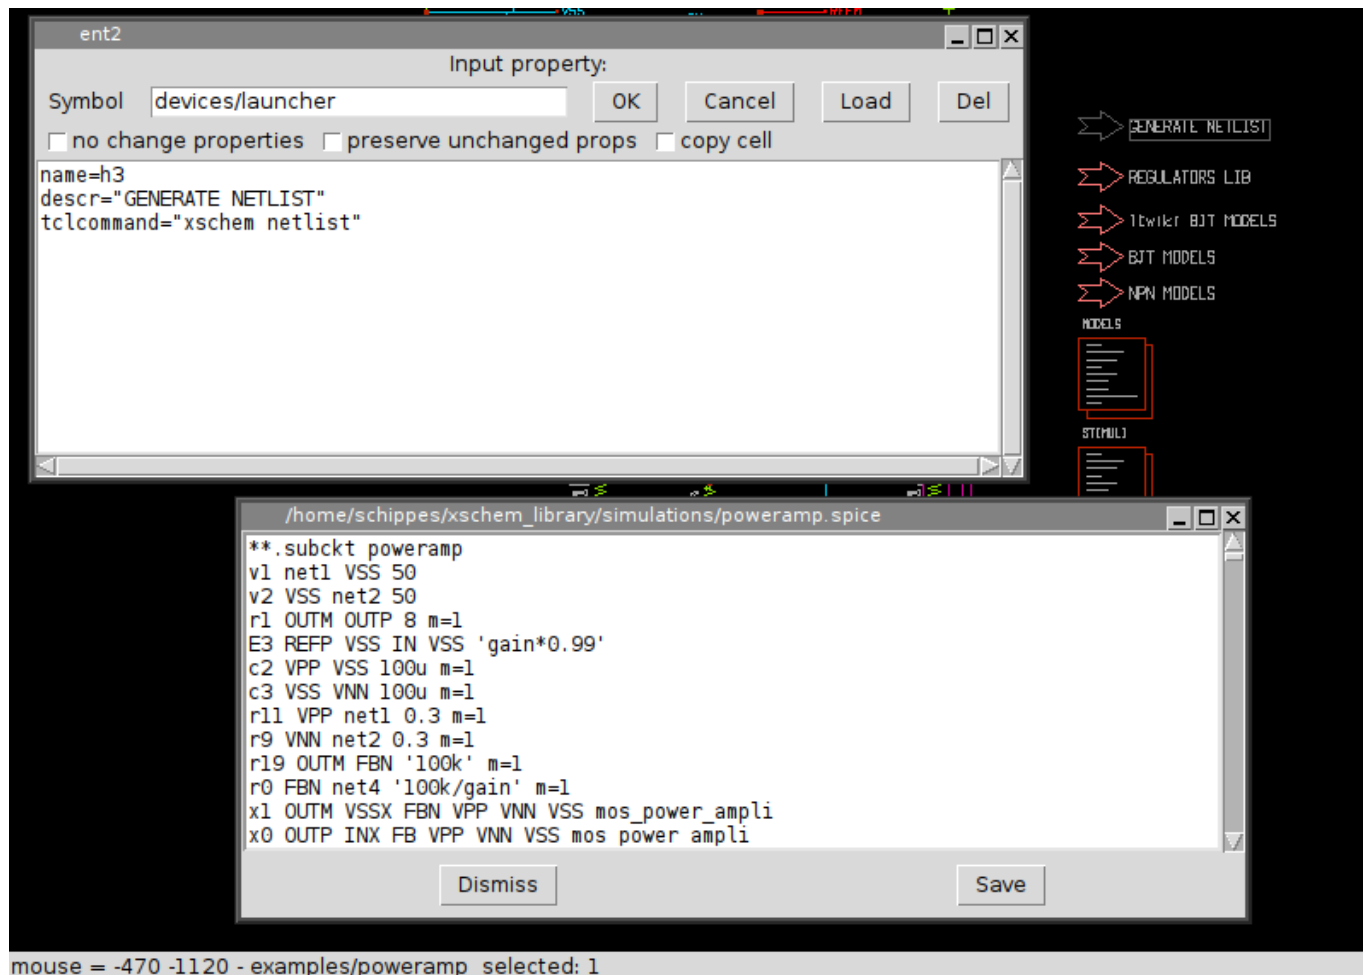 VSS
ent2
Input property:
Symbol devices/launcher OK Cancel Load Del
no change properties preserve unchanged props copy cell
name=h3
descr="GENERATE NETLIST"
tclcommand="xschem netlist"
GENERATE NETLIST
REGULATORS LIB
ltwiki BJT MODELS
BJT MODELS
NPN MODELS
MODELS
STIMULI
/home/schippes/xschem_library/simulations/poweramp.spice
**.subckt poweramp
v1 net1 VSS 50
v2 VSS net2 50
r1 OUTM OUTP 8 m=1
E3 REFP VSS IN VSS 'gain*0.99'
c2 VPP VSS 100u m=1
c3 VSS VNN 100u m=1
r11 VPP net1 0.3 m=1
r9 VNN net2 0.3 m=1
r19 OUTM FBN '100k' m=1
r0 FBN net4 '100k/gain' m=1
x1 OUTM VSSX FBN VPP VNN VSS mos_power_ampli
x0 OUTP INX FB VPP VNN VSS mos power ampli
Dismiss Save
mouse = -470 -1120 - examples/poweramp selected: 1